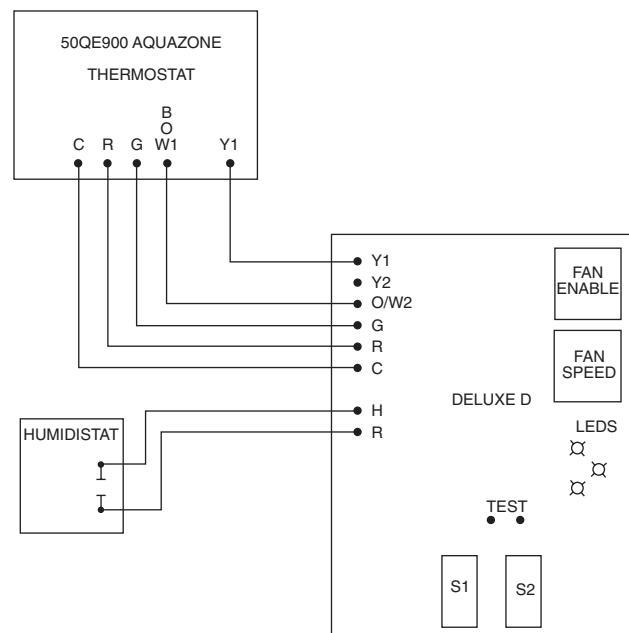 50QE900 AQUAZONE
THERMOSTAT
B
O
C R G W1 Y1
Y1
Y2
O/W2
G
R
C
H
R
FAN
ENABLE
FAN
SPEED
DELUXE D
LEDS
HUMIDISTAT
TEST
S1 S2